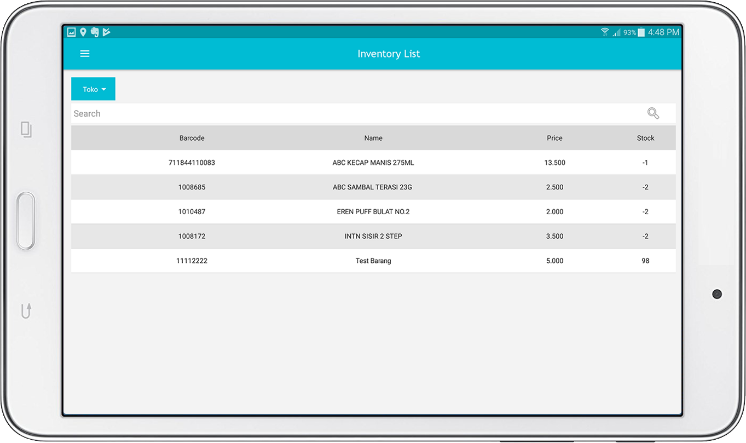 93% 4:48 PM
Inventory List
Toko
Search
Barcode Name Price Stock
711844110083 ABC KECAP MANIS 275ML 13.500 -1
1008685 ABC SAMBAL TERASI 23G 2.500 -2
1010487 EREN PUFF BULAT NO.2 2.000 -2
1008172 INTN SISIR 2 STEP 3.500 -2
11112222 Test Barang 5.000 98